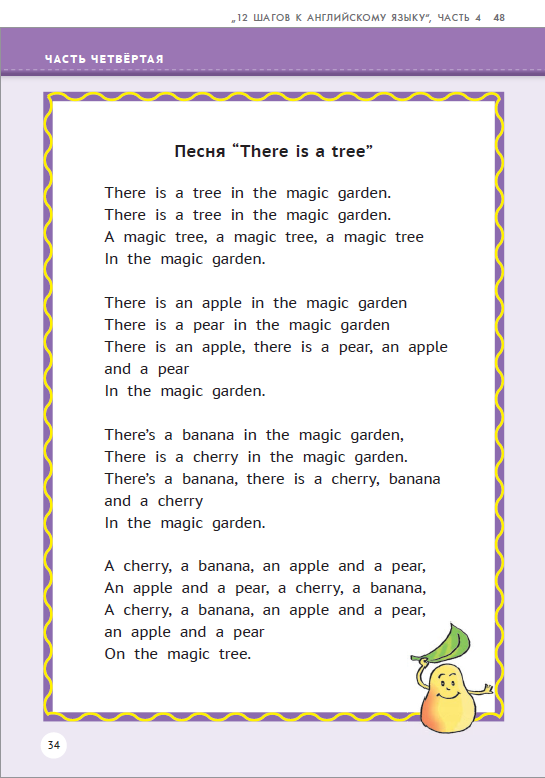 „12 ШАГОВ К АНГЛИЙСКОМУ ЯЗЫКУ“, ЧАСТЬ 4 48
ЧАСТЬ ЧЕТВЁРТАЯ
Песня “There is a tree”
There is a tree in the magic garden.
There is a tree in the magic garden.
A magic tree, a magic tree, a magic tree
In the magic garden.
There is an apple in the magic garden
There is a pear in the magic garden
There is an apple, there is a pear, an apple
and a pear
In the magic garden.
There’s a banana in the magic garden,
There is a cherry in the magic garden.
There’s a banana, there is a cherry, banana
and a cherry
In the magic garden.
A cherry, a banana, an apple and a pear,
An apple and a pear, a cherry, a banana,
A cherry, a banana, an apple and a pear,
an apple and a pear
On the magic tree.
34